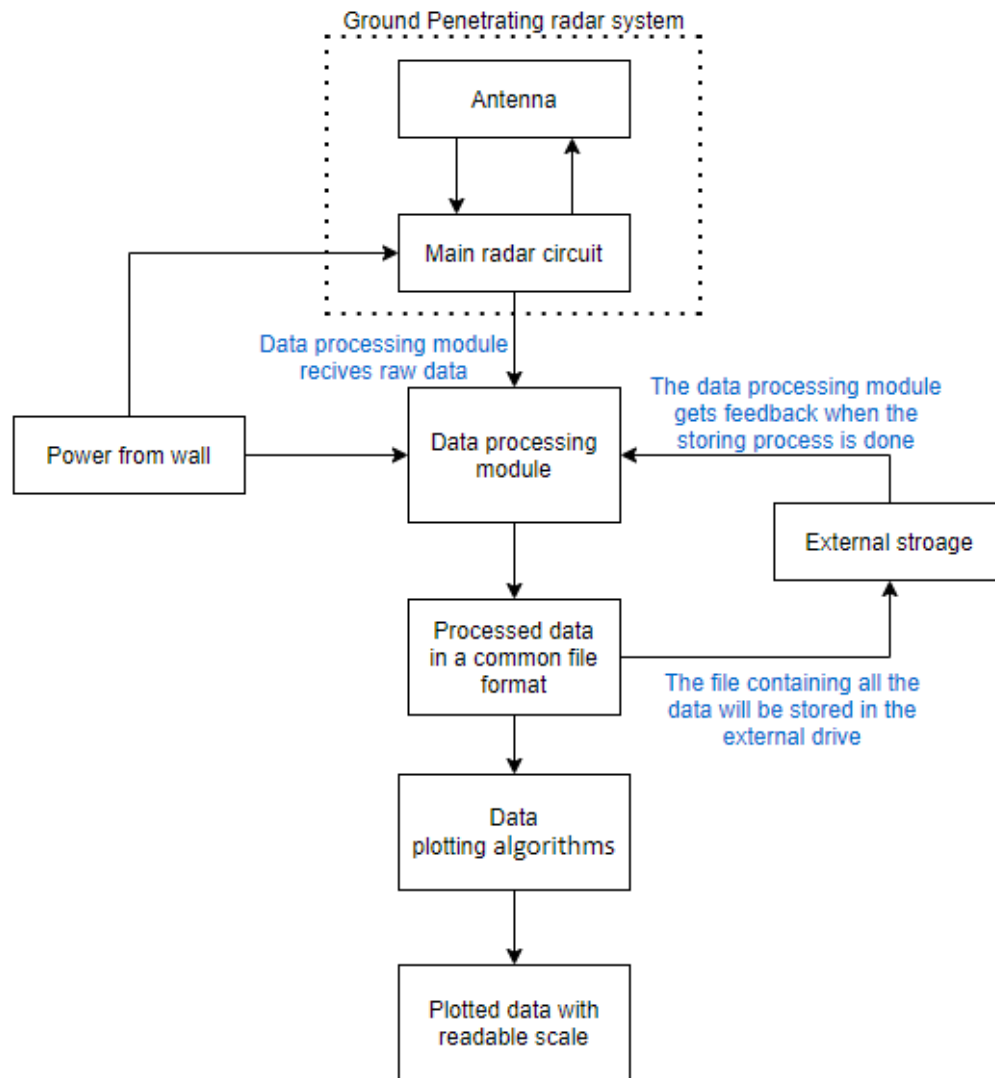 Ground Penetrating radar system
Antenna
Main radar circuit
Data processing module
recives raw data
The data processing module
gets feedback when the
storing process is done
Power from wall
Data processing
module
External stroage
Processed data
in a common file
format
The file containing all the
data will be stored in the
external drive
Data
plotting algorithms
Plotted data with
readable scale